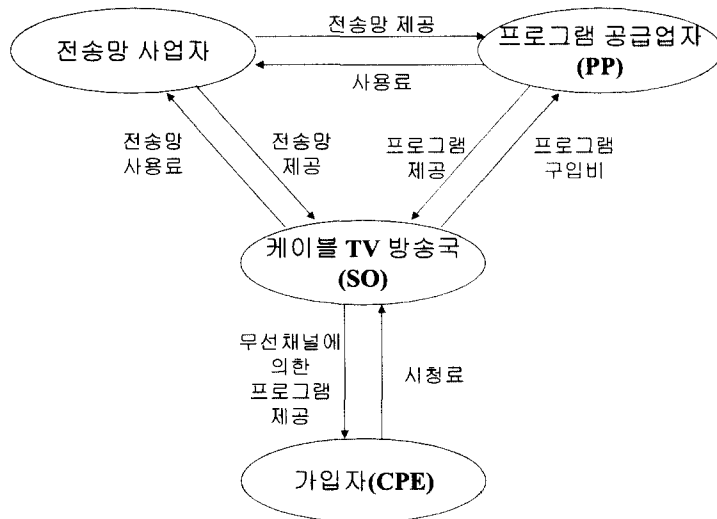 전송망 사업자
전송망 제공
사용료
프로그램 공급업자
(PP)
전송망
사용료
전송망
제공
프로그램
제공
프로그램
구입비
케이블 TV 방송국
(SO)
무선채널에
의한
프로그램
제공
시청료
가입자(CPE)